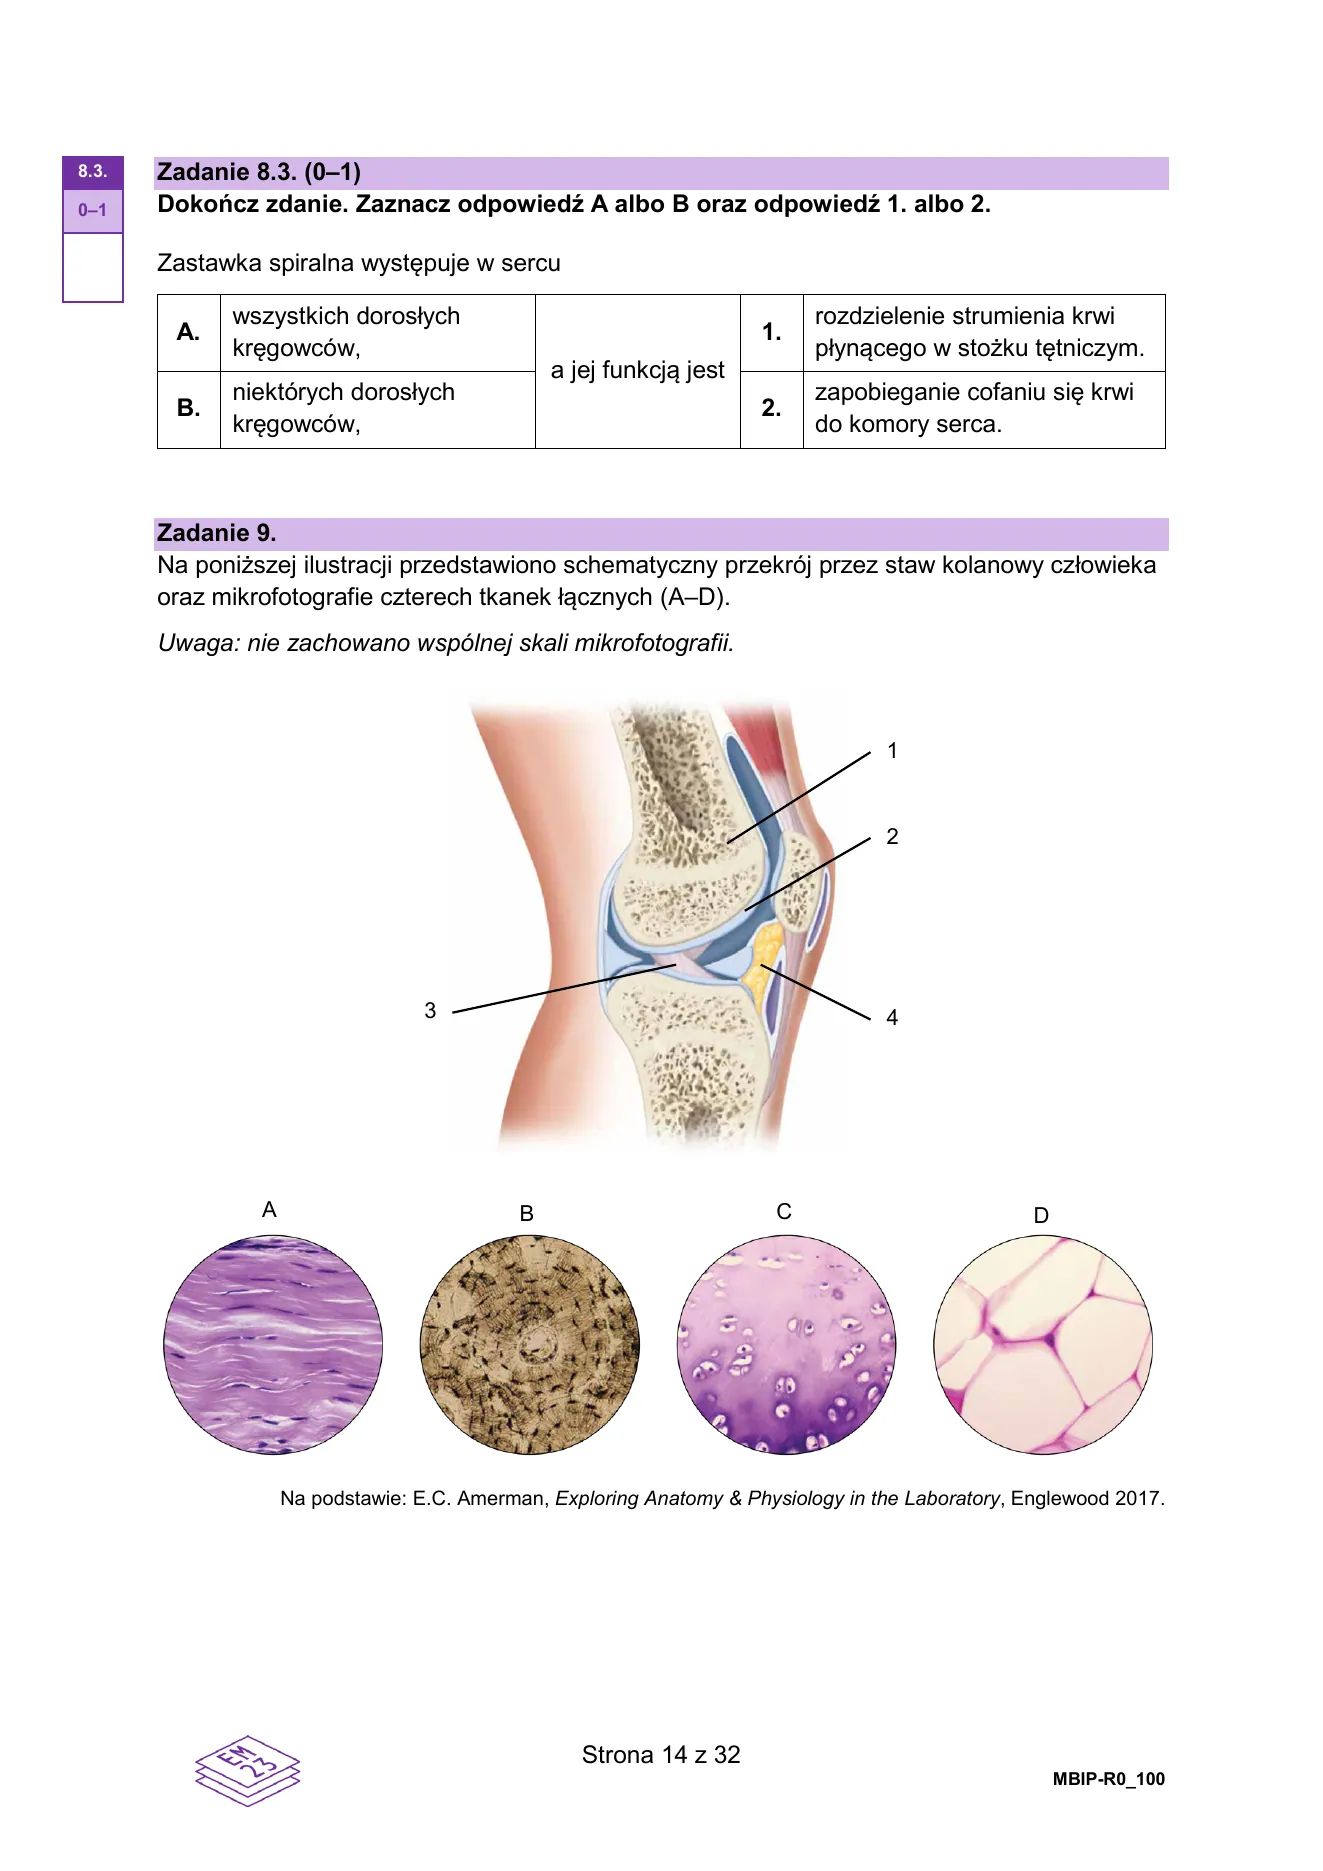 8.3.
0–1
Zadanie 8.3. (0–1)
Dokończ zdanie. Zaznacz odpowiedź A albo B oraz odpowiedź 1. albo 2.
Zastawka spiralna występuje w sercu
A.
wszystkich dorosłych
kręgowców,
B.
niektórych dorosłych
kręgowców,
a jej funkcją jest
1.
rozdzielenie strumienia krwi
płynącego w stożku tętniczym.
2.
zapobieganie cofaniu się krwi
do komory serca.
Zadanie 9.
Na poniższej ilustracji przedstawiono schematyczny przekrój przez staw kolanowy człowieka
oraz mikrofotografie czterech tkanek łącznych (A–D).
Uwaga: nie zachowano wspólnej skali mikrofotografii.
1
2
3
4
A
B
C
D
Na podstawie: E.C. Amerman, Exploring Anatomy & Physiology in the Laboratory, Englewood 2017.
EM
23
Strona 14 z 32
MBIP-R0_100